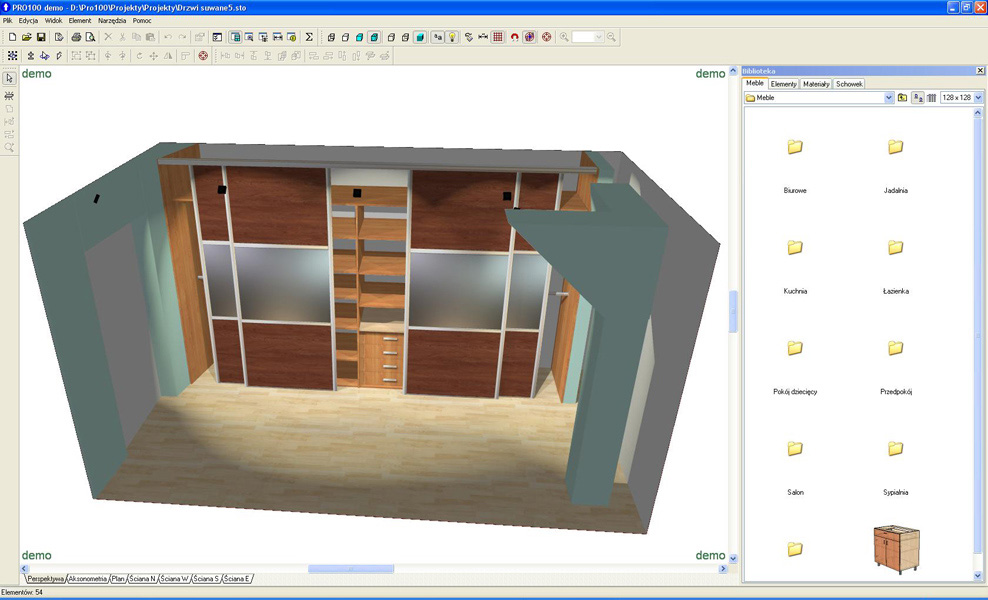 PRO100 demo - D:\Pro100\Projekty\Projekty\Drzwi suwane5.sto
Plik Edycja Widok Element Narzędzia Pomoc
demo
demo
Biblioteka
Meble Elementy Materiały Schowek
Meble
128 x 128
Biurowe
Jadalnia
Kuchnia
Łazienka
Pokój dziecięcy
Przedpokój
Salon
Sypialnia
demo
demo
Perspektywa Aksonometria Plan Ściana N Ściana W Ściana S Ściana E
Elementów: 54